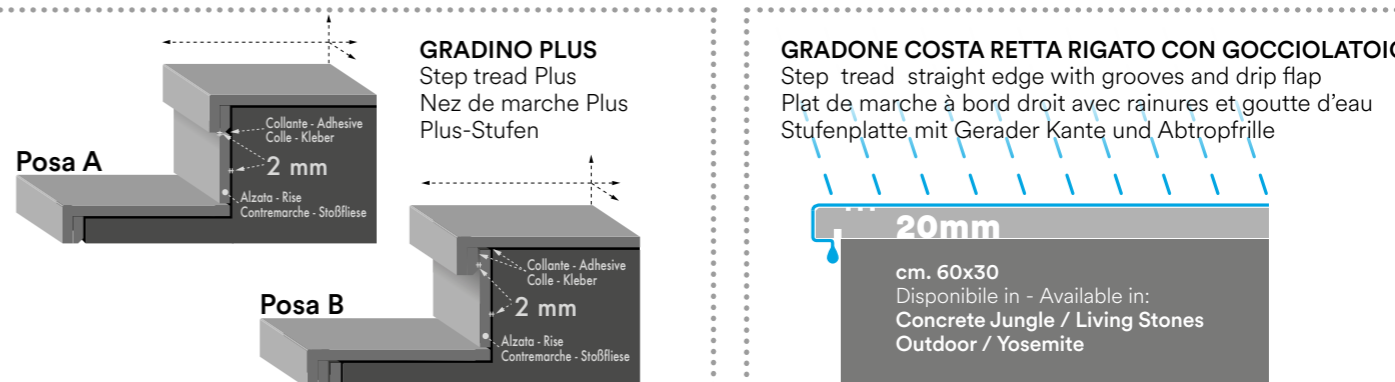 GRADINO PLUS
Step tread Plus
Nez de marche Plus
Plus-Stufen
Posa A
Collante - Adhesive
Colle - Kleber
2 mm
Alzata - Rise
Contremarche - Stoßfliese
Posa B
Collante - Adhesive
Colle - Kleber
2 mm
Alzata - Rise
Contremarche - Stoßfliese
GRADONE COSTA RETTA RIGATO CON
Step tread straight edge with grooves and drip flap
Plat de marche à bord droit avec rainures et goutte d'eau
Stufenplatte mit Gerader Kante und Abtropfrille
20mm
cm. 60x30
Disponibile in - Available in:
Concrete Jungle / Living Stones
Outdoor / Yosemite